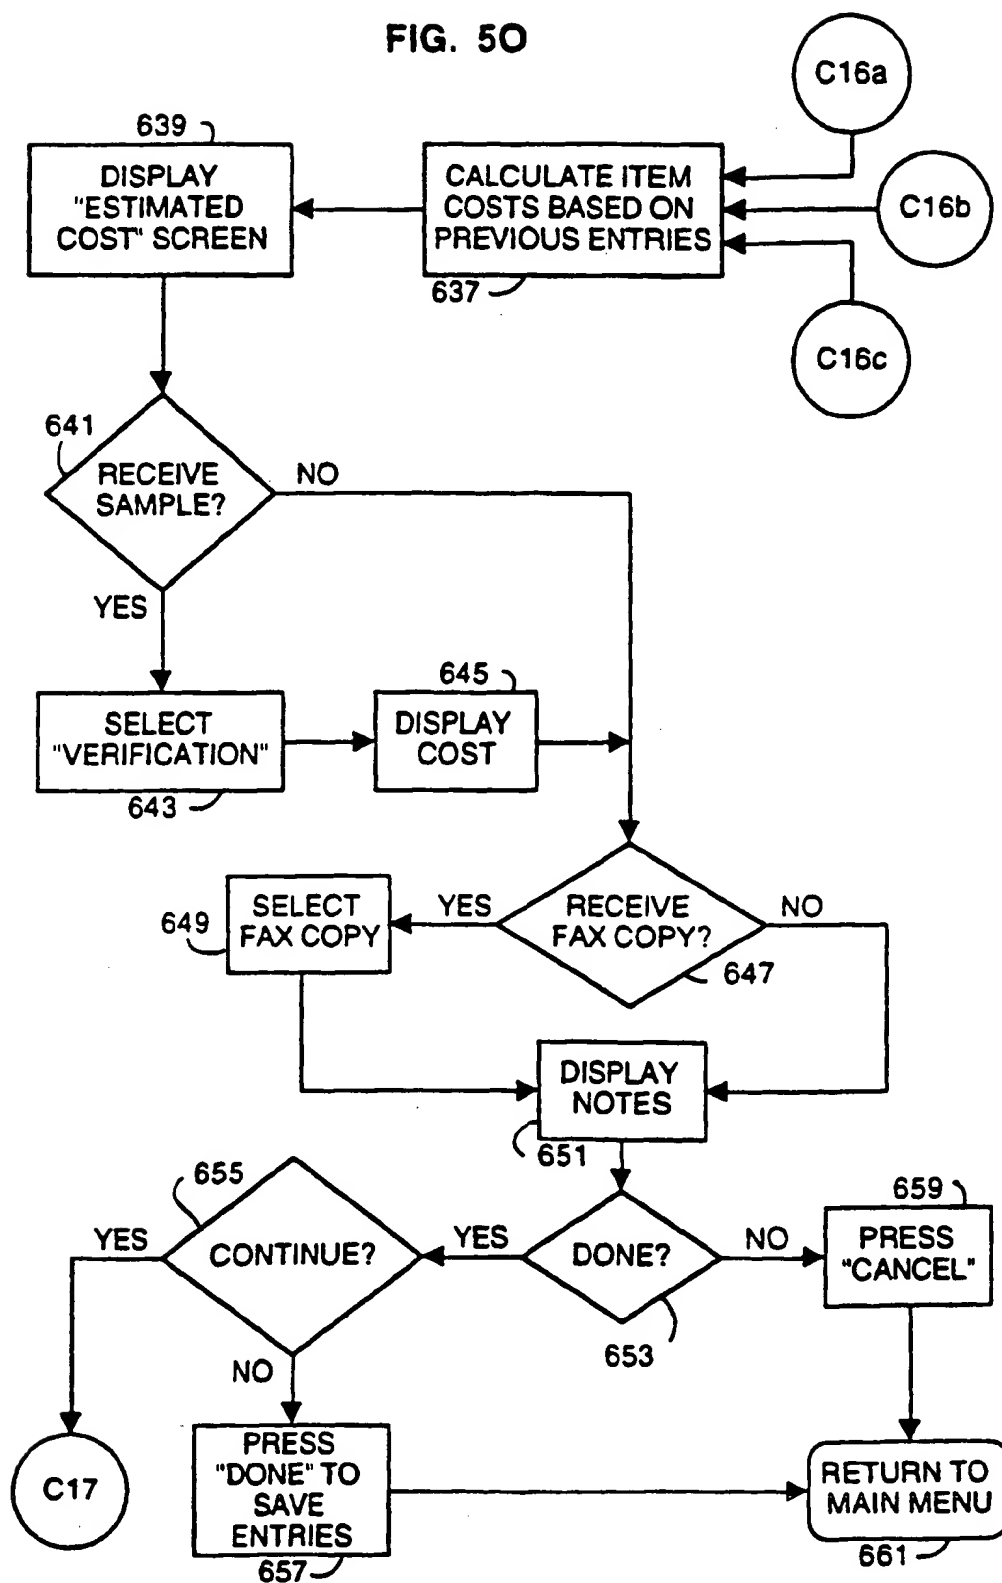 FIG. 5O
C16a
639
DISPLAY
"ESTIMATED
COST" SCREEN
CALCULATE ITEM
COSTS BASED ON
PREVIOUS ENTRIES
637
C16b
C16c
641
RECEIVE
SAMPLE?
NO
YES
645
SELECT
"VERIFICATION"
643
DISPLAY
COST
649
SELECT
FAX COPY
YES
RECEIVE
FAX COPY?
NO
647
DISPLAY
NOTES
651
655
YES
CONTINUE?
YES
DONE?
NO
653
659
PRESS
"CANCEL"
NO
C17
PRESS
"DONE" TO
SAVE
ENTRIES
657
RETURN TO
MAIN MENU
661